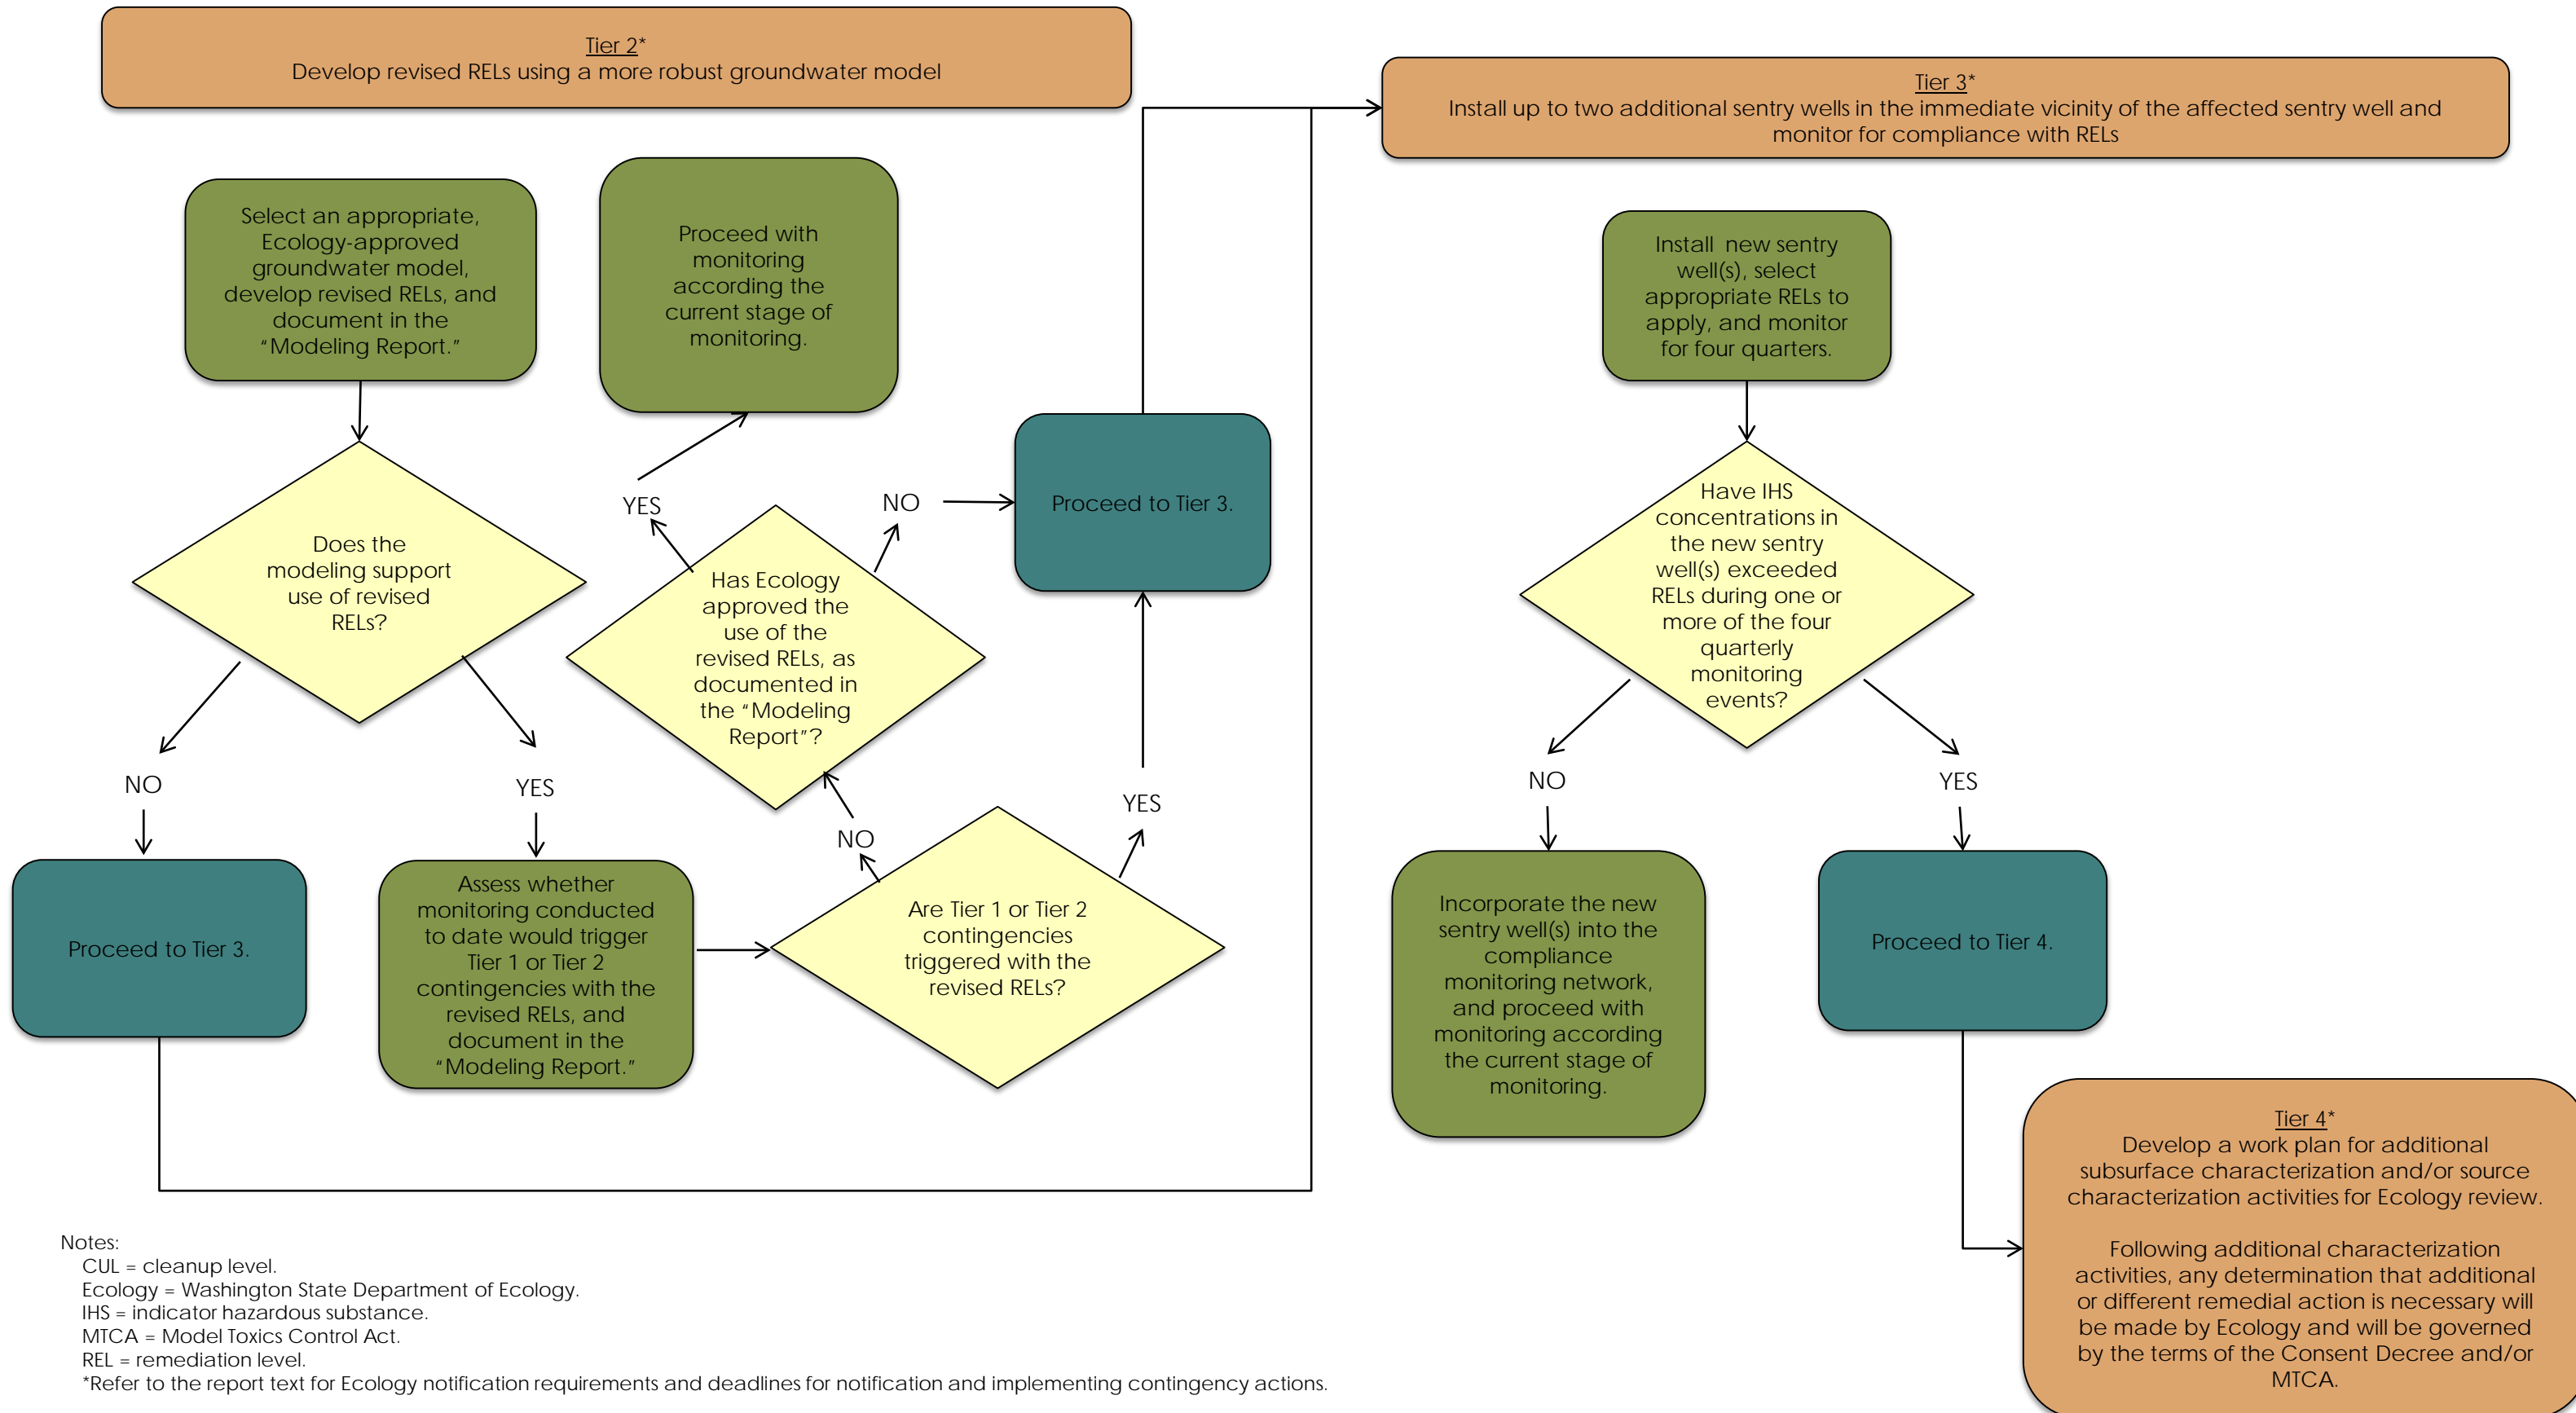 Tier 2*
Develop revised RELs using a more robust groundwater model
Select an appropriate,
Ecology-approved
groundwater model,
develop revised RELs, and
document in the
“Modeling Report.”
Does the
modeling support
use of revised
RELs?
NO
Proceed to Tier 3.
YES
Assess whether
monitoring conducted
to date would trigger
Tier 1 or Tier 2
contingencies with the
revised RELs, and
document in the
“Modeling Report.”
Are Tier 1 or Tier 2
contingencies
triggered with the
revised RELs?
NO
YES
Has Ecology
approved the
use of the
revised RELs, as
documented in
the “Modeling
Report”?
YES
Proceed with
monitoring
according the
current stage of
monitoring.
NO
Proceed to Tier 3.
Tier 3*
Install up to two additional sentry wells in the immediate vicinity of the affected sentry well and
monitor for compliance with RELs
Install new sentry
well(s), select
appropriate RELs to
apply, and monitor
for four quarters.
Have IHS
concentrations in
the new sentry
well(s) exceeded
RELs during one or
more of the four
quarterly
monitoring
events?
NO
Incorporate the new
sentry well(s) into the
compliance
monitoring network,
and proceed with
monitoring according
the current stage of
monitoring.
YES
Proceed to Tier 4.
Tier 4*
Develop a work plan for additional
subsurface characterization and/or source
characterization activities for Ecology review.
Following additional characterization
activities, any determination that additional
or different remedial action is necessary will
be made by Ecology and will be governed
by the terms of the Consent Decree and/or
MTCA.
Notes:
CUL = cleanup level.
Ecology = Washington State Department of Ecology.
IHS = indicator hazardous substance.
MTCA = Model Toxics Control Act.
REL = remediation level.
*Refer to the report text for Ecology notification requirements and deadlines for notification and implementing contingency actions.